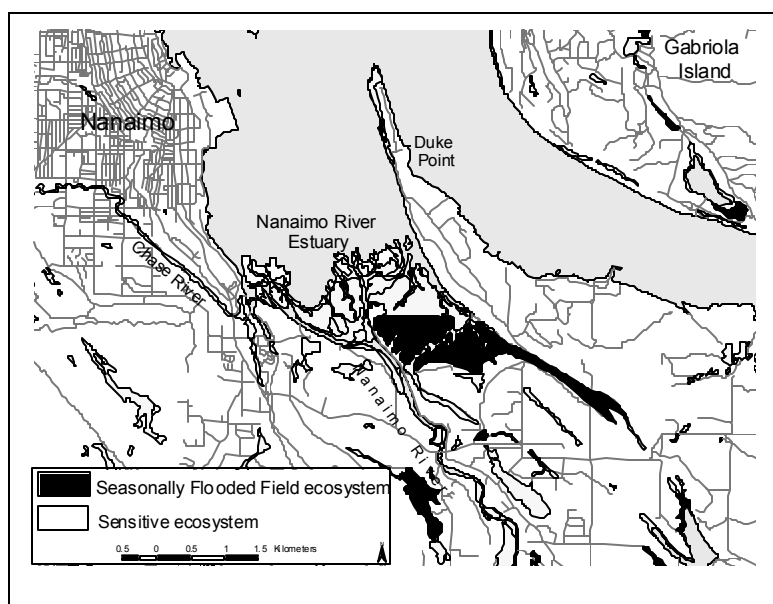 Gabriola
Island
Nanaimo
Duke
Point
Nanaimo River
Estuary
Chase River
Nanaimo River
Seasonally Flooded Field ecosystem
Sensitive ecosystem
0.5 0 0.5 1 1.5 Kilometers